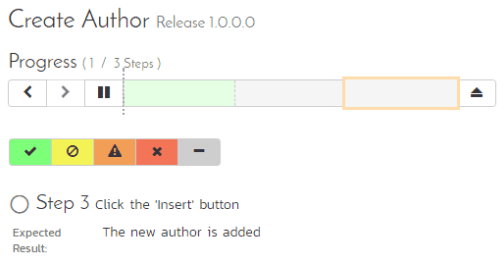 Create Author Release 1.0.0.0
Progress ( 1 / 3 Steps )
Step 3 Click the 'Insert' button
Expected Result: The new author is added